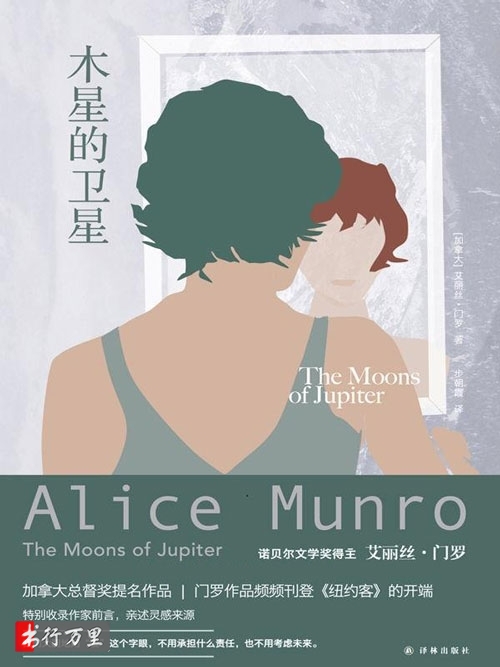 木星的卫星
[加拿大] 艾丽丝·门罗 著
步朝霞 译
The Moons
of Jupiter
Alice Munro
The Moons of Jupiter
诺贝尔文学奖得主 艾丽丝·门罗
加拿大总督奖提名作品 | 门罗作品频频刊登《纽约客》的开端
特别收录作家前言，亲述灵感来源
书行万里
这个字眼，不用承担什么责任，也不用考虑未来。
译林出版社